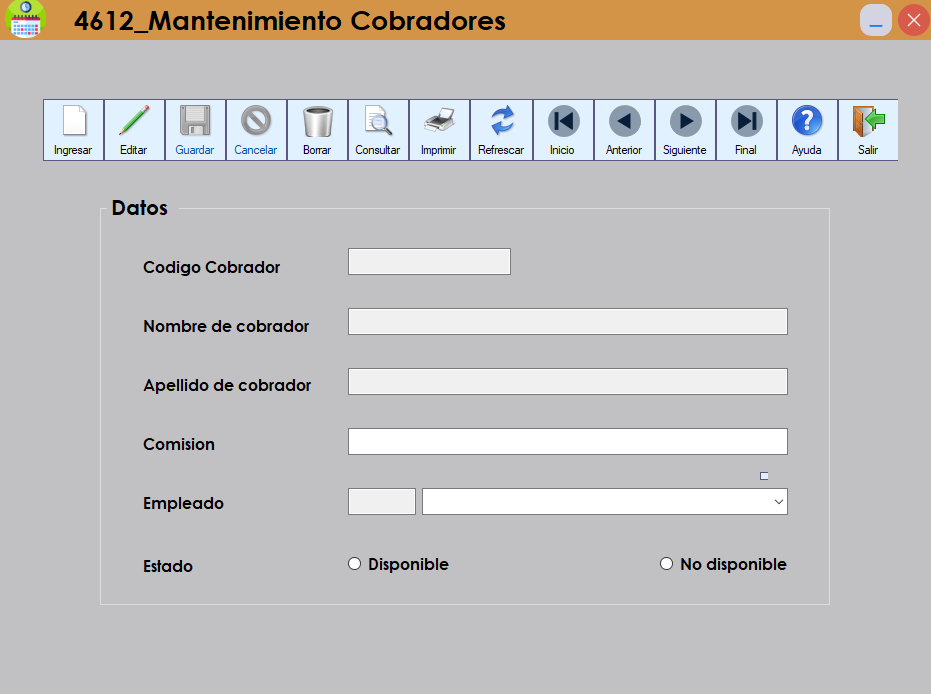 4612_Mantenimiento Cobradores
Ingresar Editar Guardar Cancelar Borrar Consultar Imprimir Refrescar Inicio Anterior Siguiente Final Ayuda Salir
Datos
Codigo Cobrador
Nombre de cobrador
Apellido de cobrador
Comision
Empleado
Estado Disponible No disponible